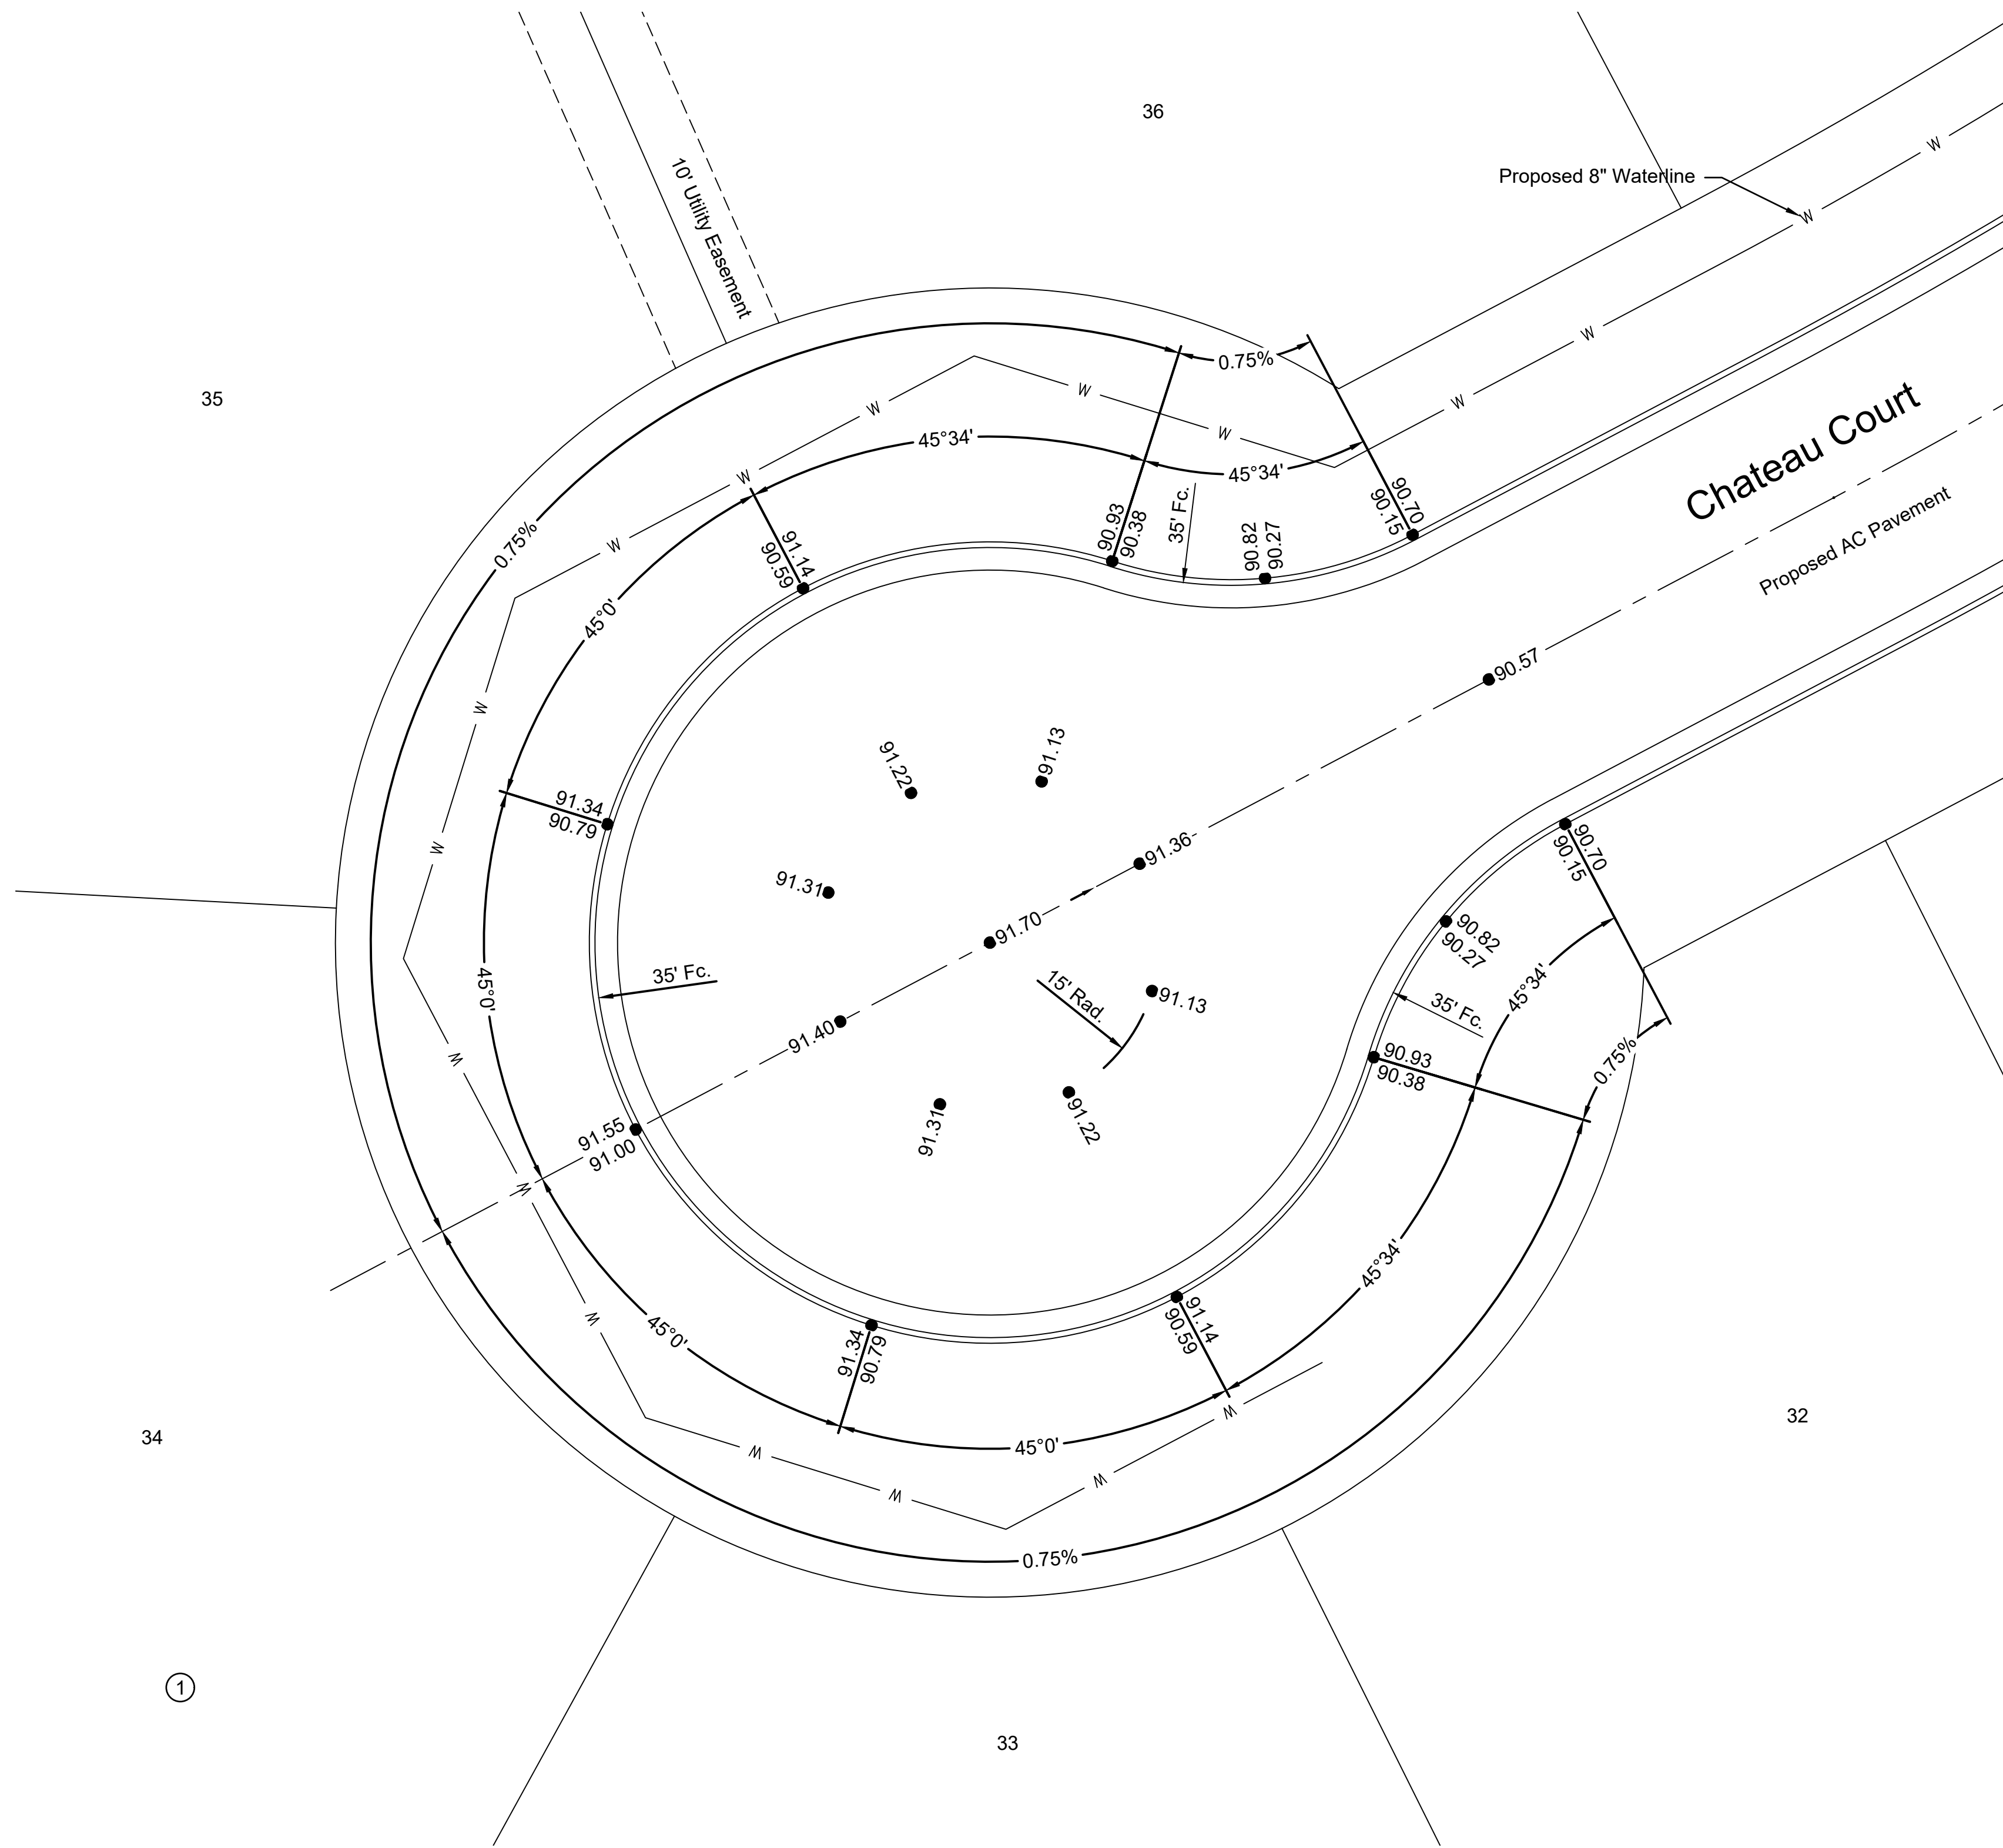 36
10' Utility Easement
Proposed 8" Waterline
W
W
W
W
0.75%
35
W
W
W
W
W
45°34'
45°34'
Chateau Court
Proposed AC Pavement
0.75%
35' Fc.
90.70
90.15
90.93
90.38
90.82
90.27
91.14
90.59
45°0'
90.57
W
W
91.22
91.13
91.34
90.79
91.36
91.31
91.70
90.70
90.15
90.82
90.27
45°0'
35' Fc.
15' Rad.
91.13
35' Fc.
45°34'
0.75%
91.40
90.93
90.38
W
91.31
91.22
91.55
91.00
W
45°34'
W
45°0'
91.34
90.79
91.14
90.59
W
32
34
W
W
W
45°0'
0.75%
1
33